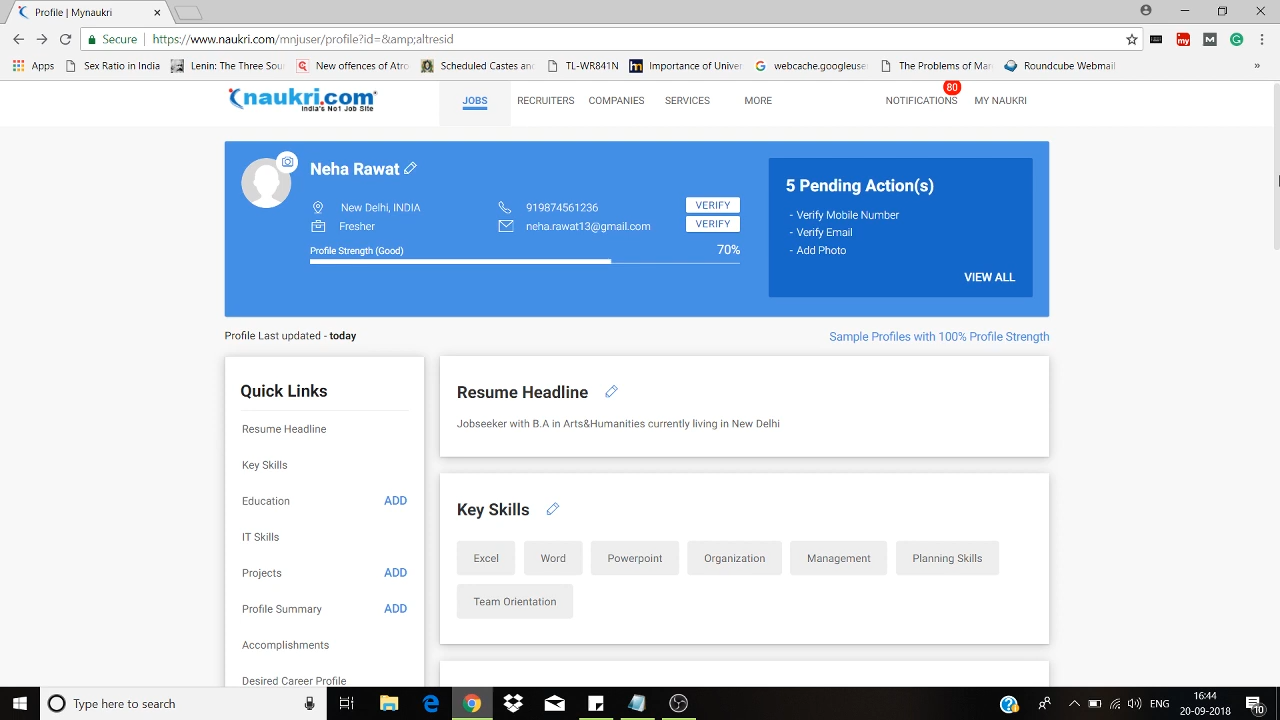 Profile | Mynaukri
Secure https://www.naukri.com/mnjuser/profile?id=&amp;altresid
Apps Sex Ratio in India Lenin: The Three Sour New offences of Atro Scheduled Castes and TL-WR841N Importance of Univer webcache.googleuse The Problems of Mar Roundcube Webmail »
naukri.com
India's No1 Job Site
JOBS RECRUITERS COMPANIES SERVICES MORE NOTIFICATIONS 80 MY NAUKRI
Neha Rawat
New Delhi, INDIA 919874561236 VERIFY
Fresher neha.rawat13@gmail.com VERIFY
Profile Strength (Good) 70%
5 Pending Action(s)
- Verify Mobile Number
- Verify Email
- Add Photo
VIEW ALL
Profile Last updated - today
Sample Profiles with 100% Profile Strength
Quick Links
Resume Headline
Key Skills
Education ADD
IT Skills
Projects ADD
Profile Summary ADD
Accomplishments
Desired Career Profile
Resume Headline
Jobseeker with B.A in Arts&Humanities currently living in New Delhi
Key Skills
Excel Word Powerpoint Organization Management Planning Skills
Team Orientation
Type here to search
ENG 16:44
20-09-2018 10